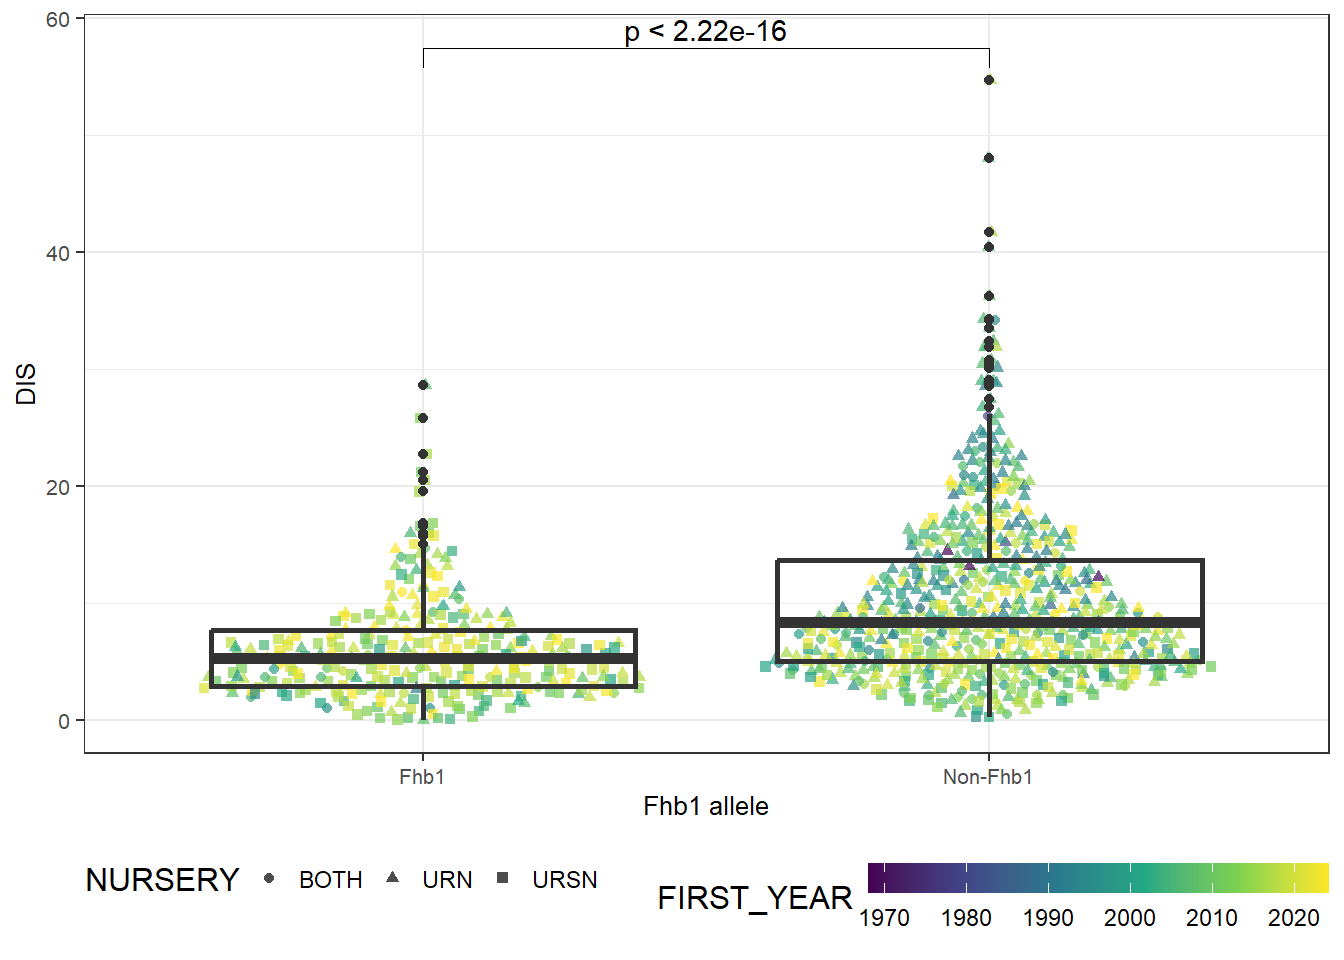 60
p < 2.22e-16
40
DIS
20
0
Fhb1 Non-Fhb1
Fhb1 allele
NURSERY BOTH URN URSN
FIRST_YEAR
1970 1980 1990 2000 2010 2020